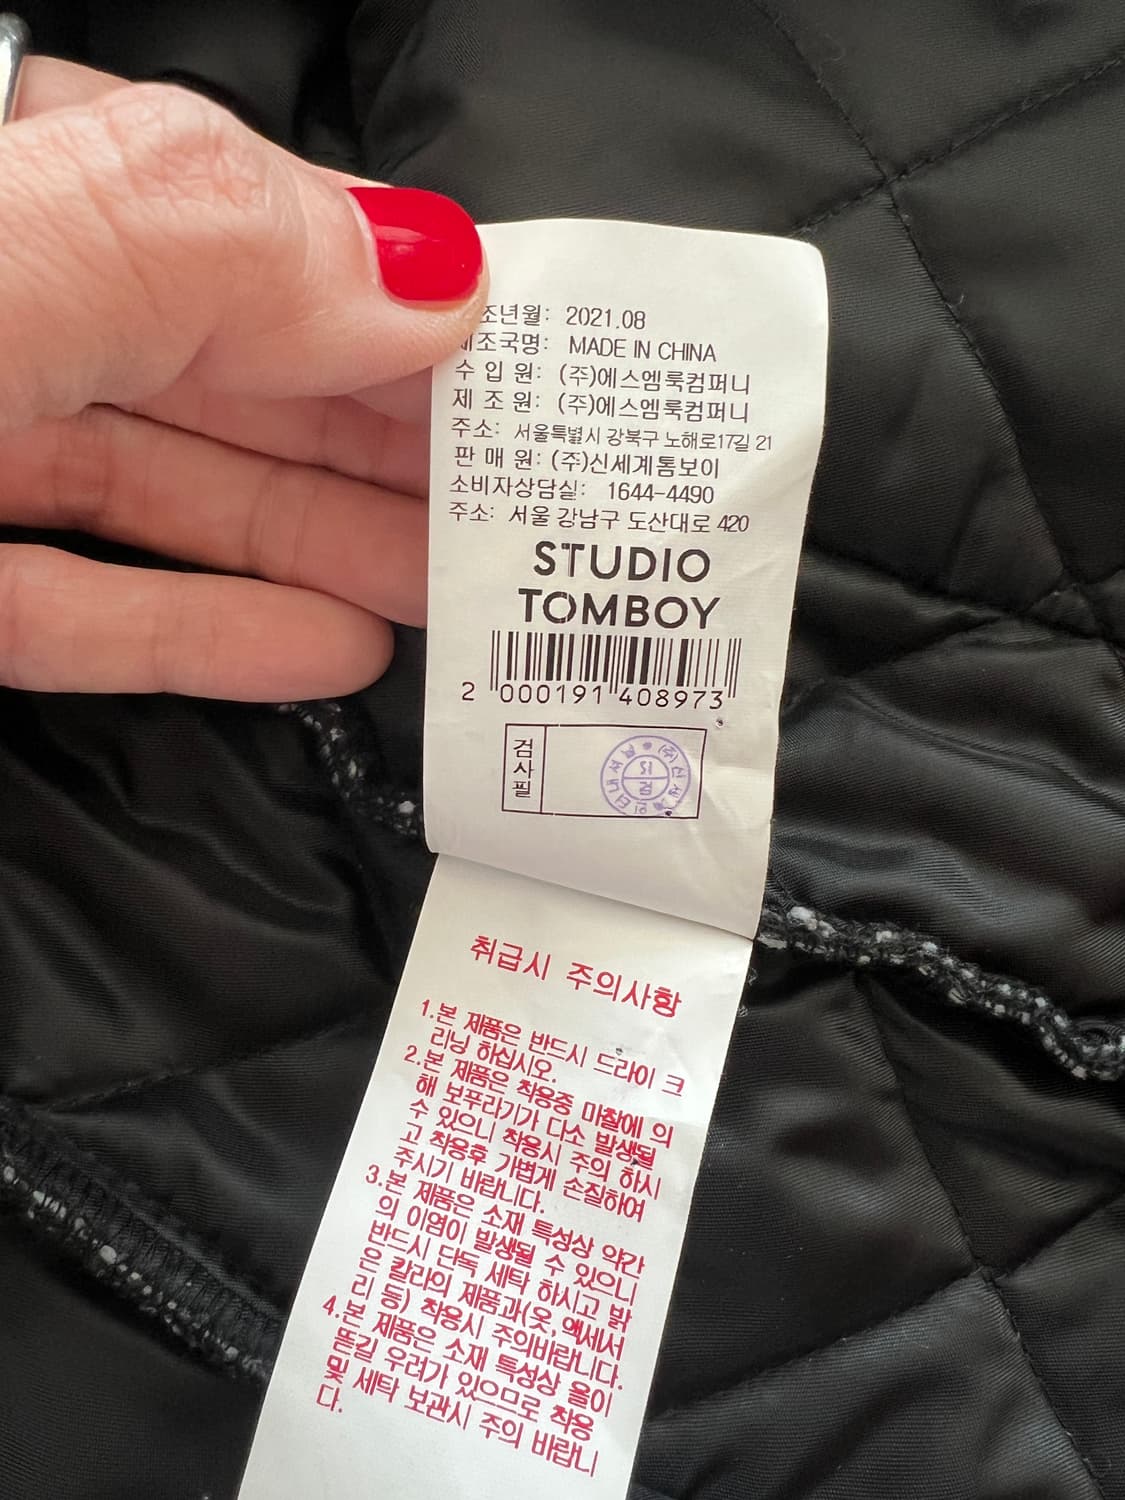 조년월: 2021.08
제조국명: MADE IN CHINA
수 입 원: (주)에스엠룩컴퍼니
제 조 원: (주)에스엠룩컴퍼니
주소: 서울특별시 강북구 노해로17길 21
판 매 원: (주)신세계톰보이
소비자상담실: 1644-4490
주소: 서울 강남구 도산대로 420
STUDIO
TOMBOY
2 000191 408973
검사필
취급시 주의사항
1.본 제품은 반드시 드라이 크
리닝 하십시오.
2.본 제품은 착용중 마찰에 의
해 보푸라기가 다소 발생될
수 있으니 착용시 주의 하시
고 착용후 가볍게 손질하여
주시기 바랍니다.
3.본 제품은 소재 특성상 약간
의 이염이 발생될 수 있으니
반드시 단독 세탁 하시고 밝
은 칼라의 제품과(옷,액세서
리 등) 착용시 주의바랍니다.
4.본 제품은 소재 특성상 올이
뜯길 우려가 있으므로 착용
및 세탁 보관시 주의 바랍니
다.